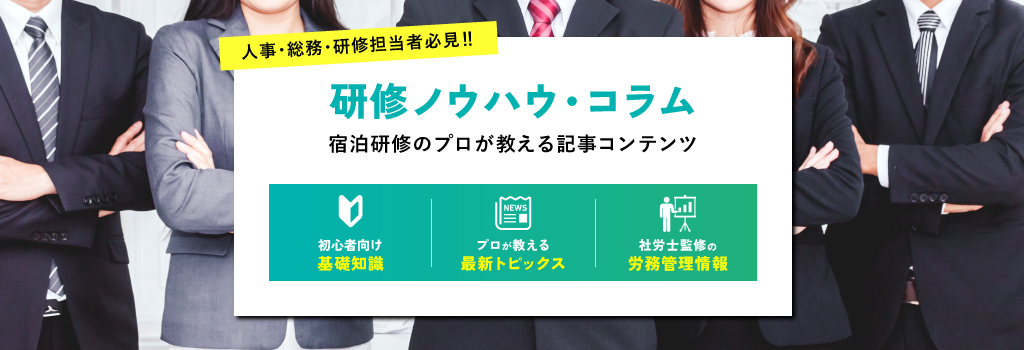 人事・総務・研修担当者必見!!
研修ノウハウ・コラム
宿泊研修のプロが教える記事コンテンツ
初心者向け
基礎知識
NEWS
プロが教える
最新トピックス
社労士監修の
労務管理情報